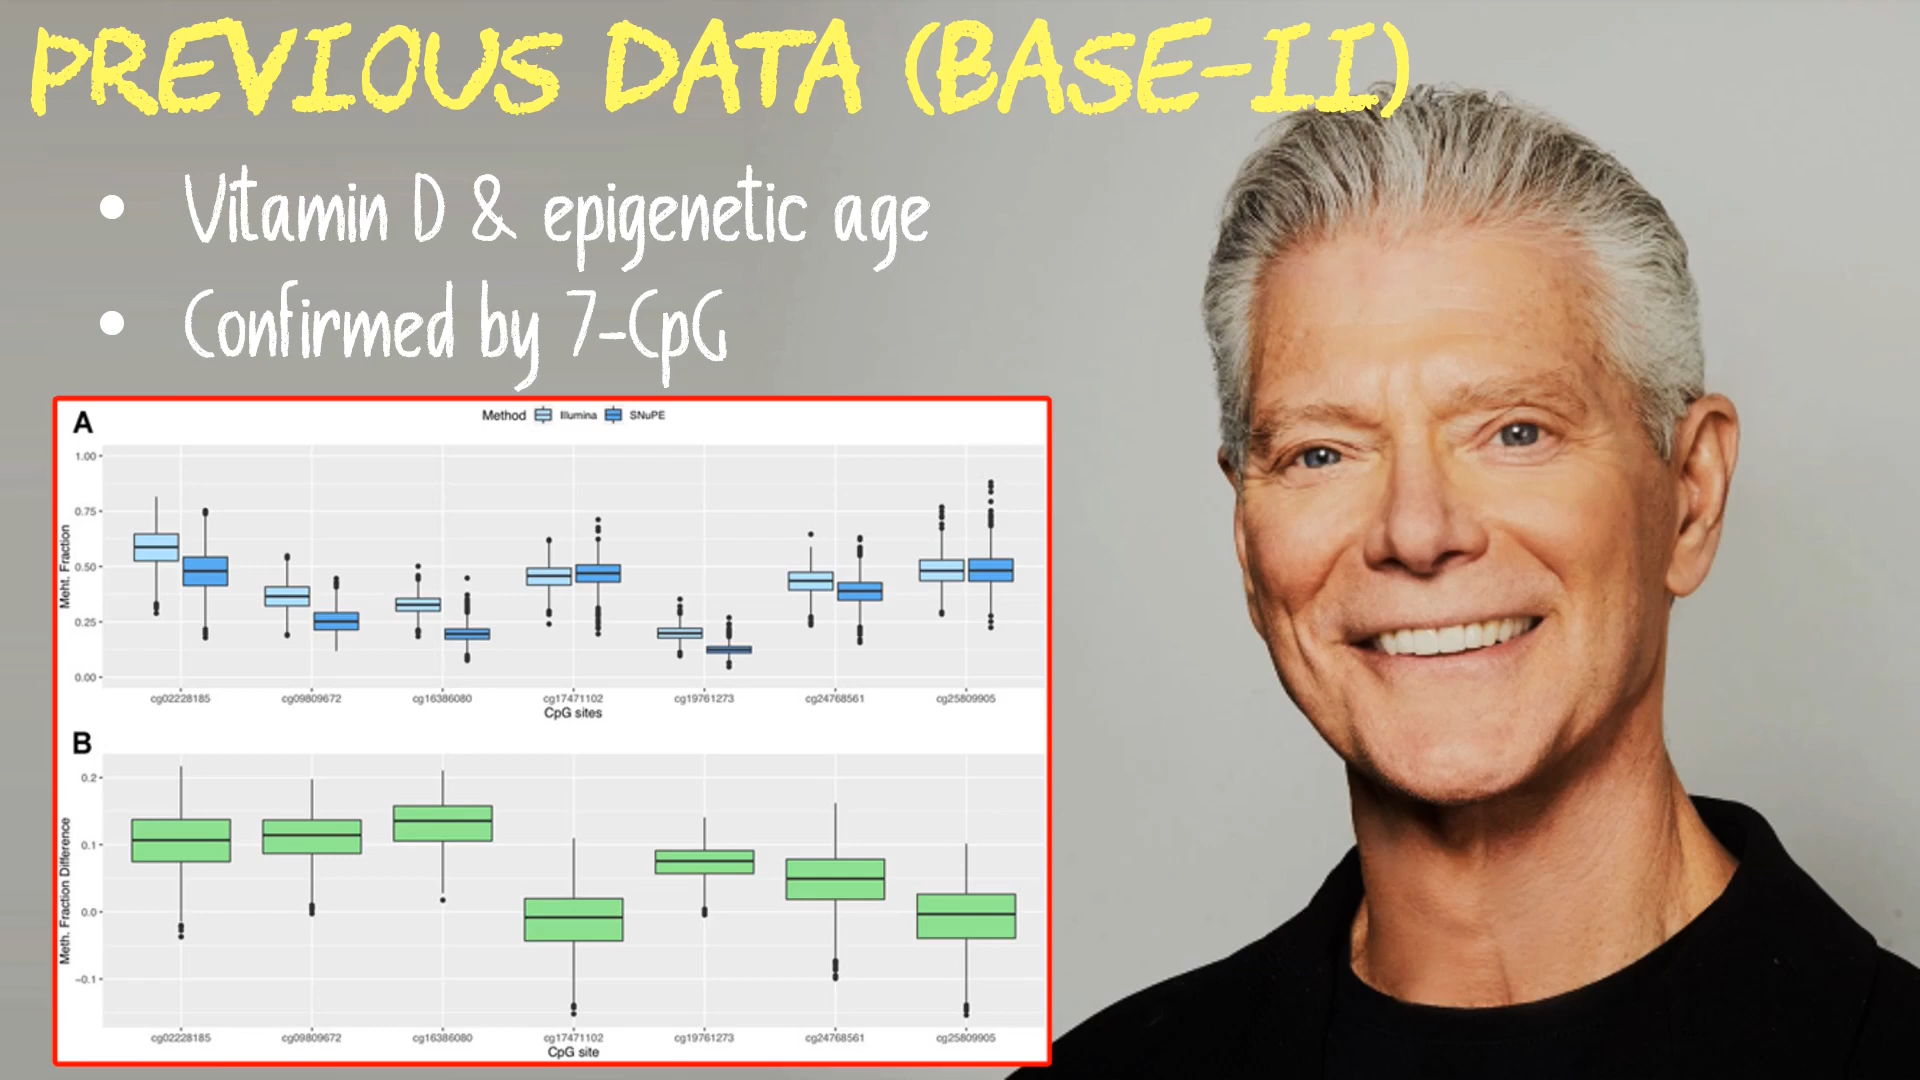 PREVIOUS DATA (BASE-II)
• Vitamin D & epigenetic age
• Confirmed by 7-CpG
A
Method Illumina SNuPE
Meht. Fraction
1.00
0.75
0.50
0.25
0.00
cg02228185 cg09809672 cg16386080 cg17471102 cg19761273 cg24768561 cg25809905
CpG sites
B
Meth. Fraction Difference
0.2
0.1
0.0
−0.1
cg02228185 cg09809672 cg16386080 cg17471102 cg19761273 cg24768561 cg25809905
CpG site